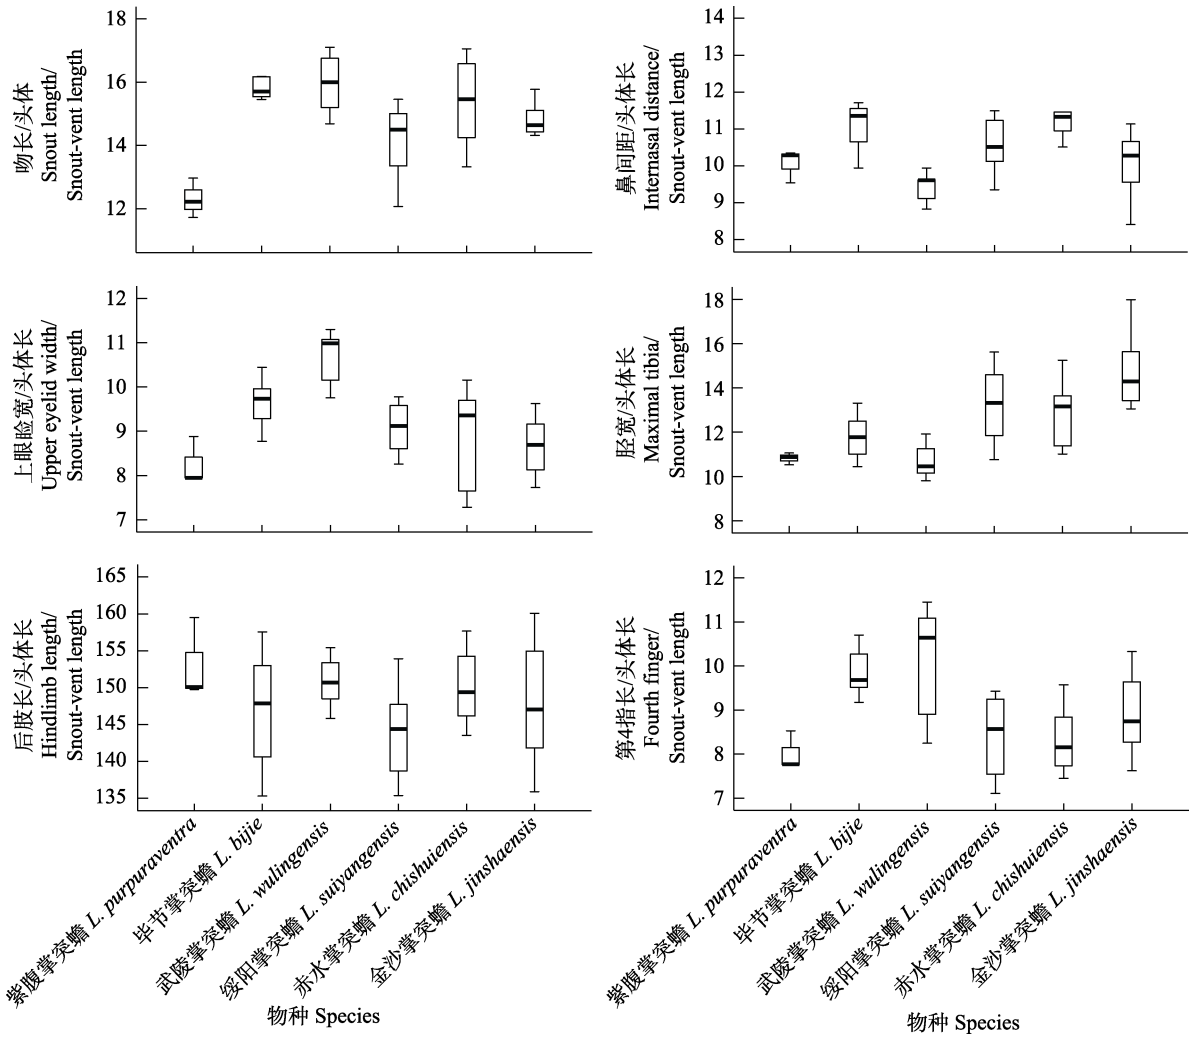 吻长/头体
Snout length/
Snout-vent length
18
16
14
12
鼻间距/头体长
Internasal distance/
Snout-vent length
14
13
12
11
10
9
8
上眼睑宽/头体长
Upper eyelid width/
Snout-vent length
12
11
10
9
8
7
胫宽/头体长
Maximal tibia/
Snout-vent length
18
16
14
12
10
8
后肢长/头体长
Hindlimb length/
Snout-vent length
165
160
155
150
145
140
135
第4指长/头体长
Fourth finger/
Snout-vent length
12
11
10
9
8
7
紫腹掌突蟾 L. purpuraventra
毕节掌突蟾 L. bijie
武陵掌突蟾 L. wulingensis
绥阳掌突蟾 L. suiyangensis
赤水掌突蟾 L. chishuiensis
金沙掌突蟾 L. jinshaensis
物种 Species
紫腹掌突蟾 L. purpuraventra
毕节掌突蟾 L. bijie
武陵掌突蟾 L. wulingensis
绥阳掌突蟾 L. suiyangensis
赤水掌突蟾 L. chishuiensis
金沙掌突蟾 L. jinshaensis
物种 Species